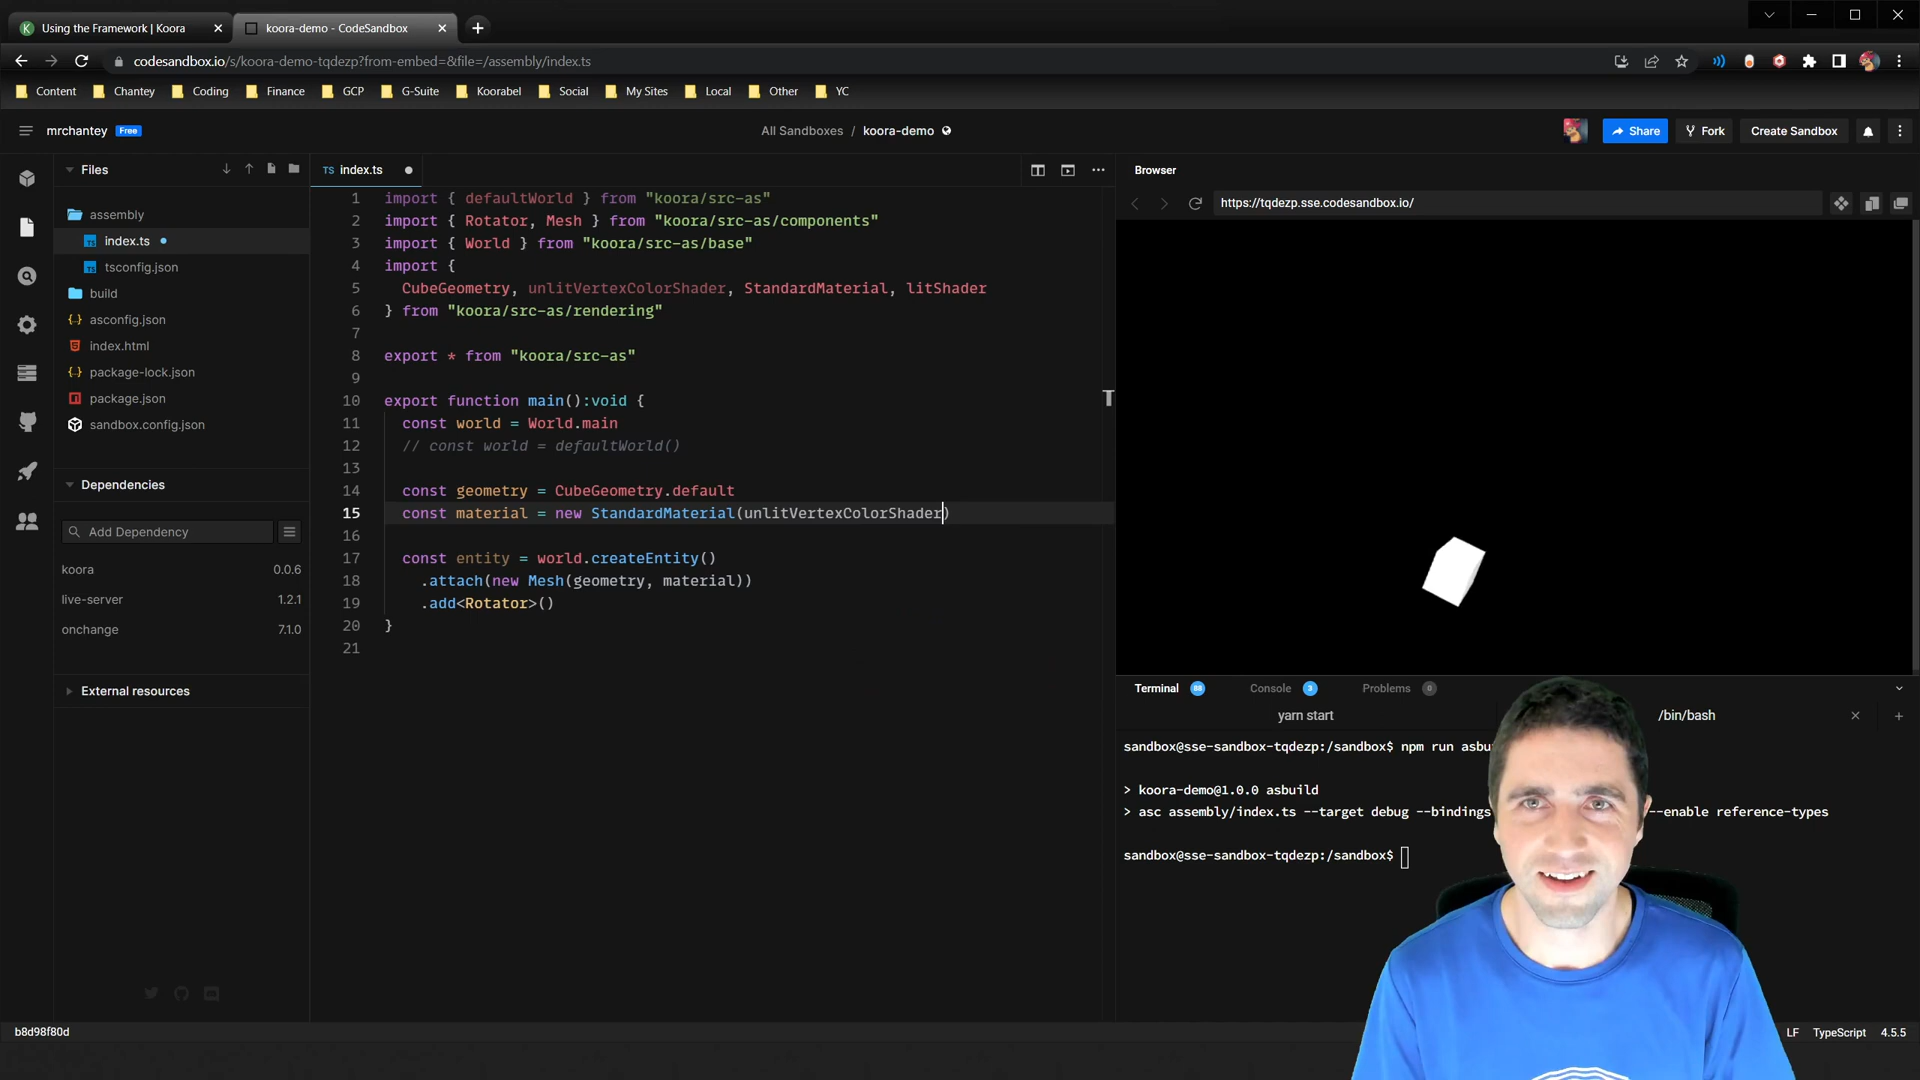 Using the Framework | Koora
koora-demo - CodeSandbox
codesandbox.io/s/koora-demo-tqdezp?from-embed=&file=/assembly/index.ts
Content Chantey Coding Finance GCP G-Suite Koorabel Social My Sites Local Other YC
mrchantey Free
All Sandboxes / koora-demo
Share Fork Create Sandbox
Files
assembly
index.ts
tsconfig.json
build
asconfig.json
index.html
package-lock.json
package.json
sandbox.config.json
Dependencies
Add Dependency
koora 0.0.6
live-server 1.2.1
onchange 7.1.0
External resources
b8d98f80d
TS index.ts
1 import { defaultWorld } from "koora/src-as"
2 import { Rotator, Mesh } from "koora/src-as/components"
3 import { World } from "koora/src-as/base"
4 import {
5 CubeGeometry, unlitVertexColorShader, StandardMaterial, litShader
6 } from "koora/src-as/rendering"
7
8 export * from "koora/src-as"
9
10 export function main():void {
11 const world = World.main
12 // const world = defaultWorld()
13
14 const geometry = CubeGeometry.default
15 const material = new StandardMaterial(unlitVertexColorShader)
16
17 const entity = world.createEntity()
18 .attach(new Mesh(geometry, material))
19 .add<Rotator>()
20 }
21
Browser
https://tqdezp.sse.codesandbox.io/
Terminal 88 Console 3 Problems 0
yarn start /bin/bash
sandbox@sse-sandbox-tqdezp:/sandbox$ npm run
> koora-demo@1.0.0 asbuild
> asc assembly/index.ts --target debug --bindings --enable reference-types
sandbox@sse-sandbox-tqdezp:/sandbox$
LF TypeScript 4.5.5